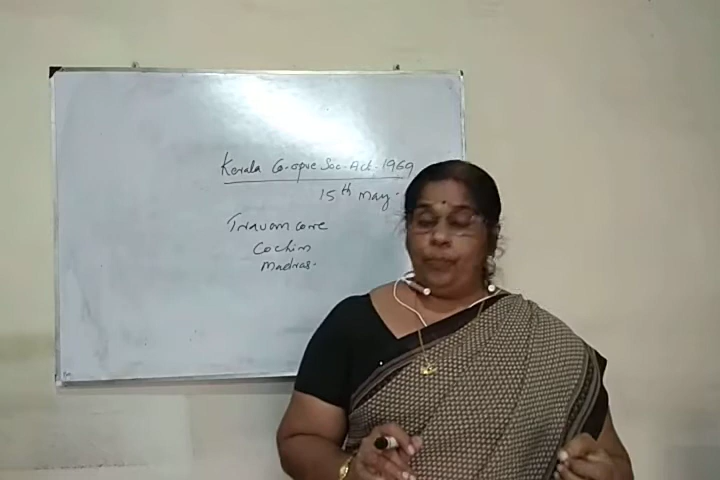 Kerala Co-opve Soc. Act. 1969
15th May.
Travancore
Cochin
Madras.